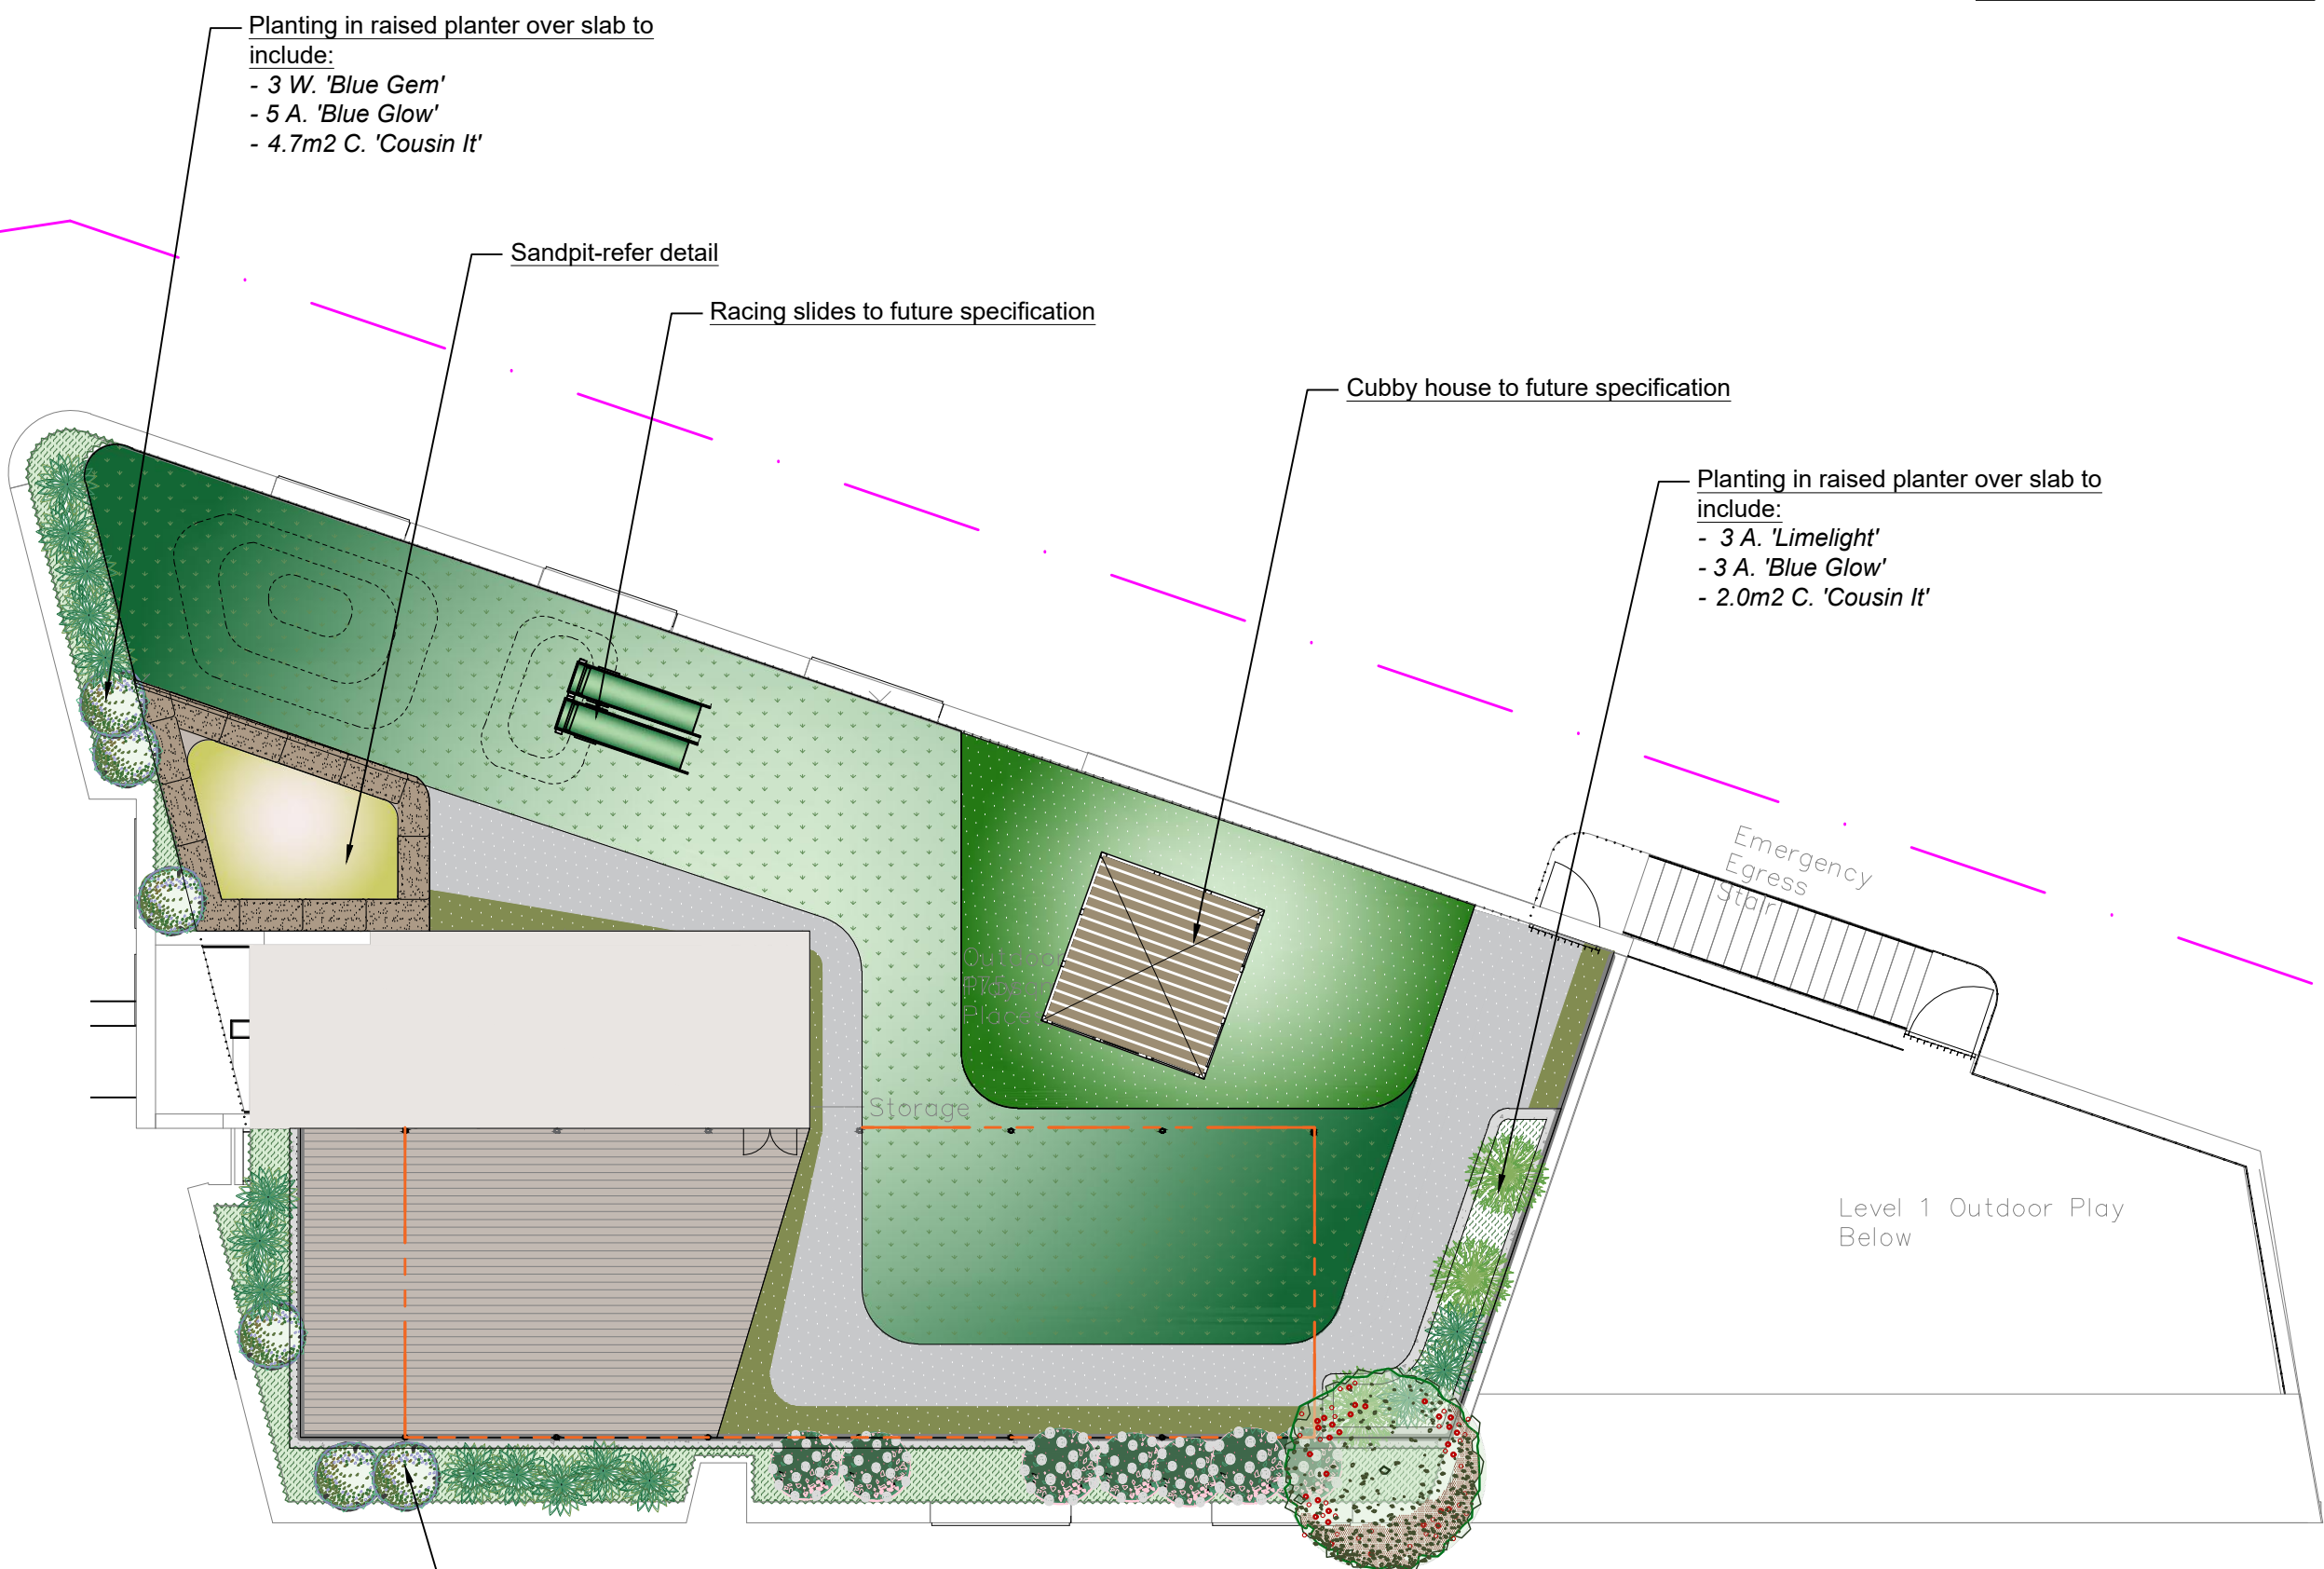 Planting in raised planter over slab to
include:
- 3 W. 'Blue Gem'
- 5 A. 'Blue Glow'
- 4.7m2 C. 'Cousin It'
Sandpit-refer detail
Racing slides to future specification
Cubby house to future specification
Planting in raised planter over slab to
include:
- 3 A. 'Limelight'
- 3 A. 'Blue Glow'
- 2.0m2 C. 'Cousin It'
Emergency
Egress
Stair
Outdoor
Place
Storage
Level 1 Outdoor Play
Below